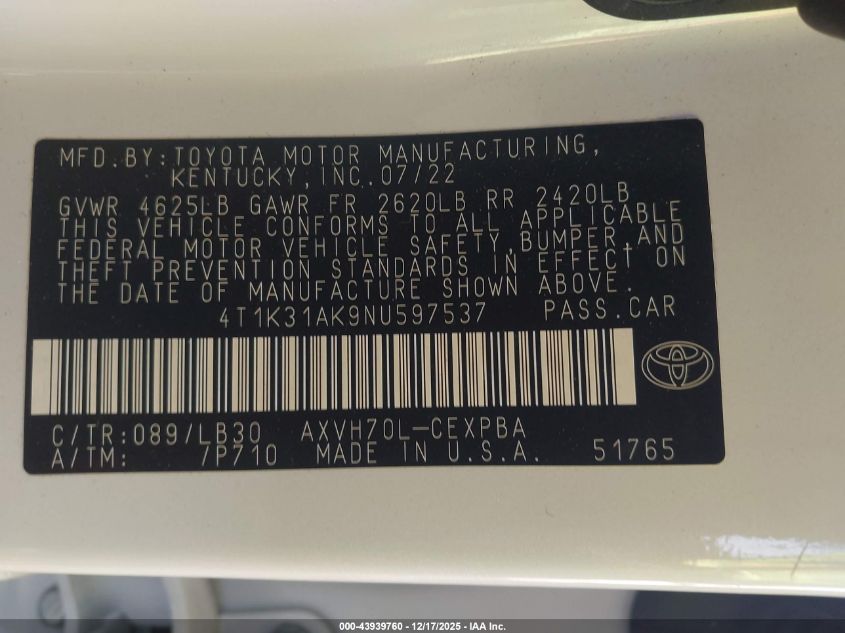 MFD.BY:TOYOTA MOTOR MANUFACTURING,
KENTUCKY,INC.07/22
GVWR 4625LB GAWR FR 2620LB RR 2420LB
THIS VEHICLE CONFORMS TO ALL APPLICABLE
FEDERAL MOTOR VEHICLE SAFETY,BUMPER,AND
THEFT PREVENTION STANDARDS IN EFFECT ON
THE DATE OF MANUFACTURE SHOWN ABOVE.
4T1K31AK9NU597537 PASS.CAR
C/TR:089/LB30 AXVH70L-CEXPBA
A/TM: /P710 MADE IN U.S.A. 51765
000-43939760 - 12/17/2025 - IAA Inc.